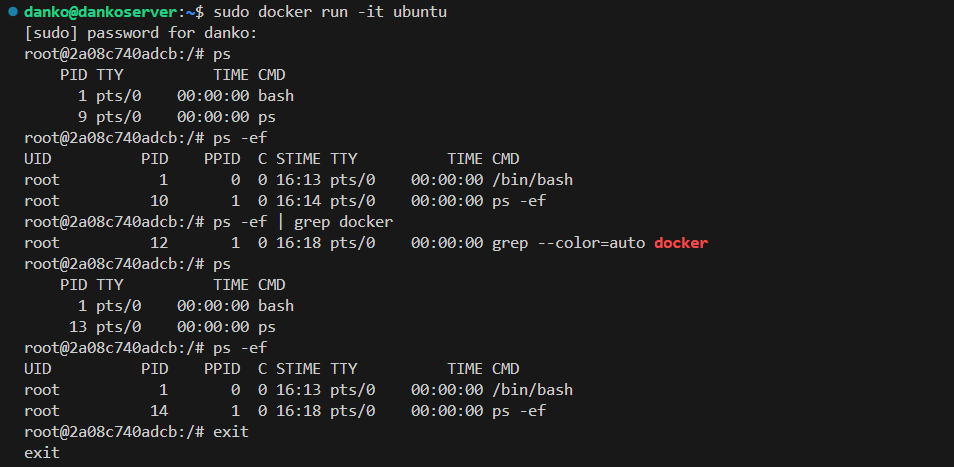 danko@dankoserver:~$ sudo docker run -it ubuntu
[sudo] password for danko:
root@2a08c740adcb:/# ps
    PID TTY          TIME CMD
      1 pts/0    00:00:00 bash
      9 pts/0    00:00:00 ps
root@2a08c740adcb:/# ps -ef
UID          PID    PPID  C STIME TTY          TIME CMD
root           1       0  0 16:13 pts/0    00:00:00 /bin/bash
root          10       1  0 16:14 pts/0    00:00:00 ps -ef
root@2a08c740adcb:/# ps -ef | grep docker
root          12       1  0 16:18 pts/0    00:00:00 grep --color=auto docker
root@2a08c740adcb:/# ps
    PID TTY          TIME CMD
      1 pts/0    00:00:00 bash
     13 pts/0    00:00:00 ps
root@2a08c740adcb:/# ps -ef
UID          PID    PPID  C STIME TTY          TIME CMD
root           1       0  0 16:13 pts/0    00:00:00 /bin/bash
root          14       1  0 16:18 pts/0    00:00:00 ps -ef
root@2a08c740adcb:/# exit
exit